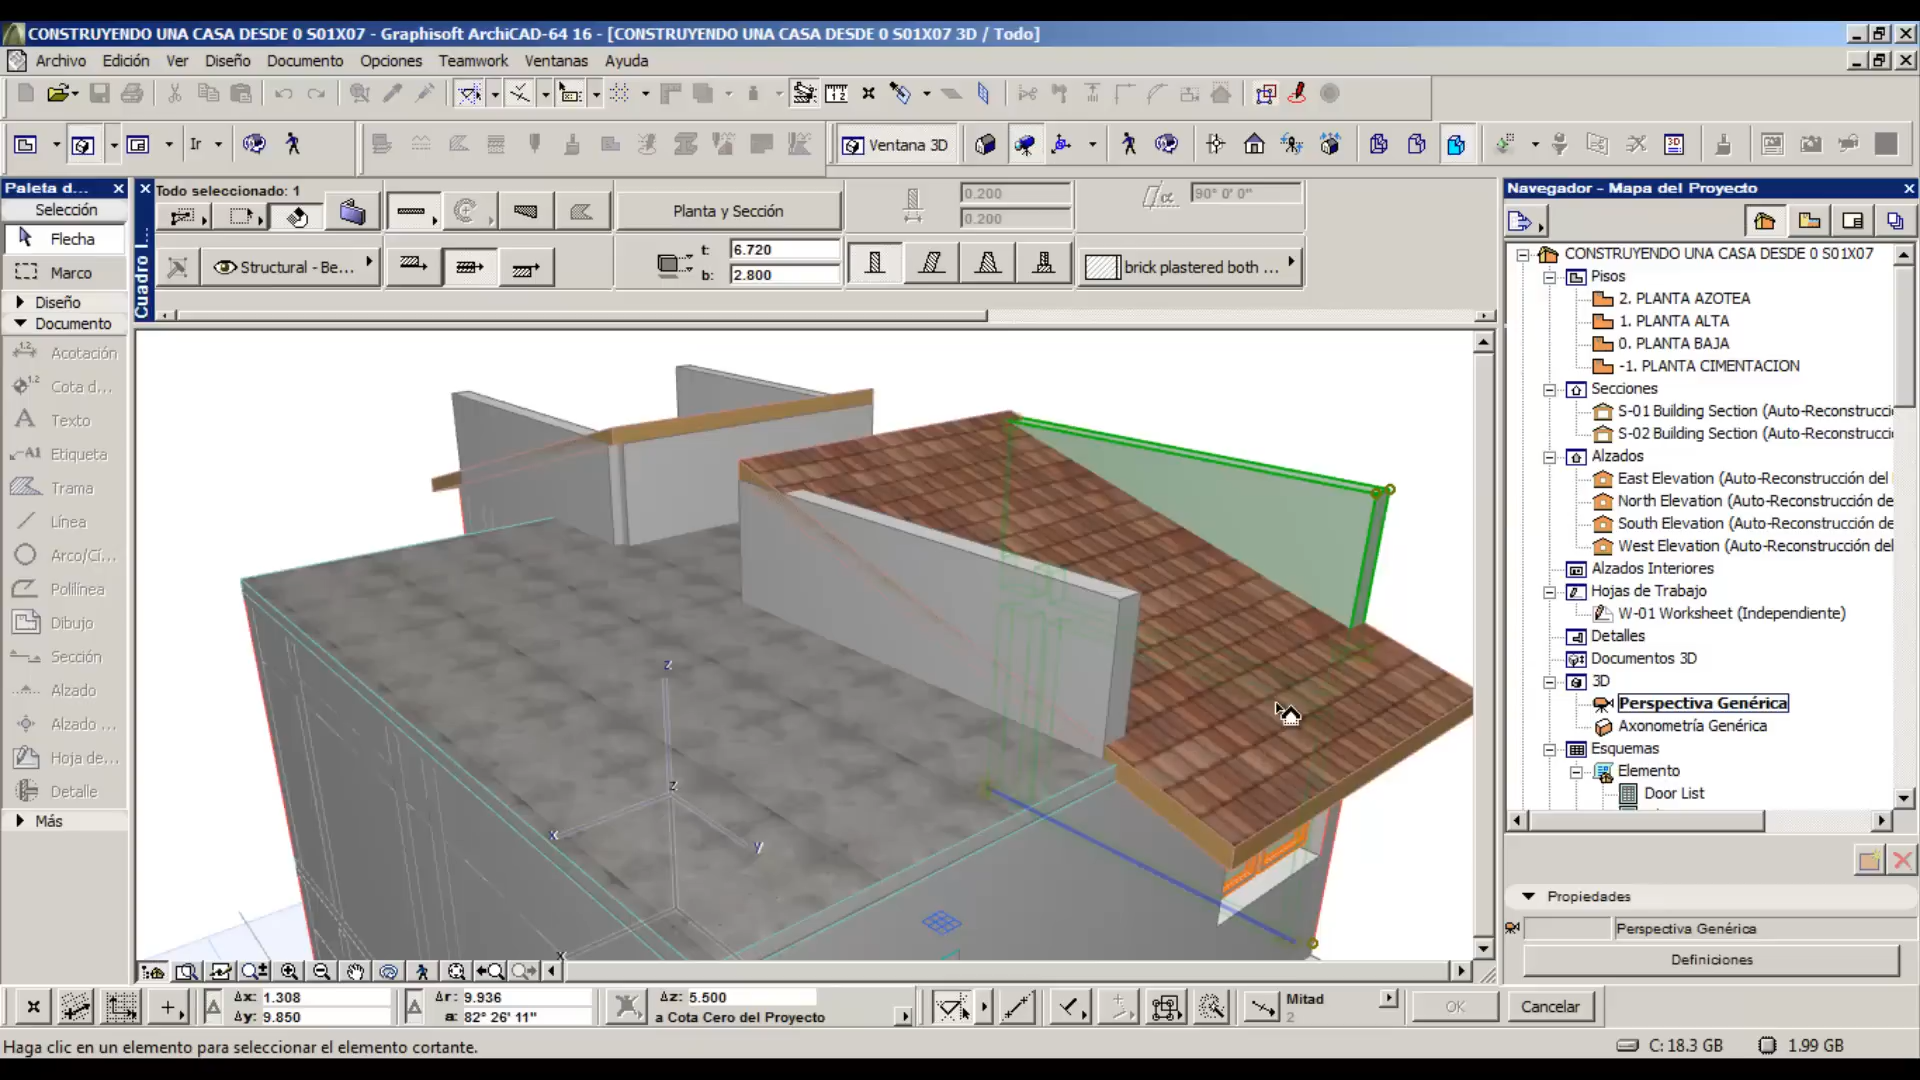 CONSTRUYENDO UNA CASA DESDE 0 S01X07 - Graphisoft ArchiCAD-64 16 - [CONSTRUYENDO UNA CASA DESDE 0 S01X07 3D / Todo]
Archivo Edición Ver Diseño Documento Opciones Teamwork Ventanas Ayuda
Ir
Ventana 3D
Paleta d...
Selección
Flecha
Marco
Diseño
Documento
Acotación
Cota d...
Texto
Etiqueta
Trama
Línea
Arco/Cí...
Polilínea
Dibujo
Sección
Alzado
Alzado ...
Hoja de...
Detalle
Más
Cuadro I...
Todo seleccionado: 1
Planta y Sección
0.200
0.200
90° 0' 0"
Structural - Be...
t: 6.720
b: 2.800
brick plastered both ...
z
z
x
y
x
Navegador - Mapa del Proyecto
CONSTRUYENDO UNA CASA DESDE 0 S01X07
Pisos
2. PLANTA AZOTEA
1. PLANTA ALTA
0. PLANTA BAJA
-1. PLANTA CIMENTACION
Secciones
S-01 Building Section (Auto-Reconstrucci
S-02 Building Section (Auto-Reconstrucci
Alzados
East Elevation (Auto-Reconstrucción del
North Elevation (Auto-Reconstrucción de
South Elevation (Auto-Reconstrucción de
West Elevation (Auto-Reconstrucción del
Alzados Interiores
Hojas de Trabajo
W-01 Worksheet (Independiente)
Detalles
Documentos 3D
3D
Perspectiva Genérica
Axonometría Genérica
Esquemas
Elemento
Door List
Propiedades
Perspectiva Genérica
Definiciones
Δx: 1.308
Δy: 9.850
Δr: 9.936
a: 82° 26' 11"
Δz: 5.500
a Cota Cero del Proyecto
Mitad
2
OK
Cancelar
Haga clic en un elemento para seleccionar el elemento cortante.
C: 18.3 GB
1.99 GB